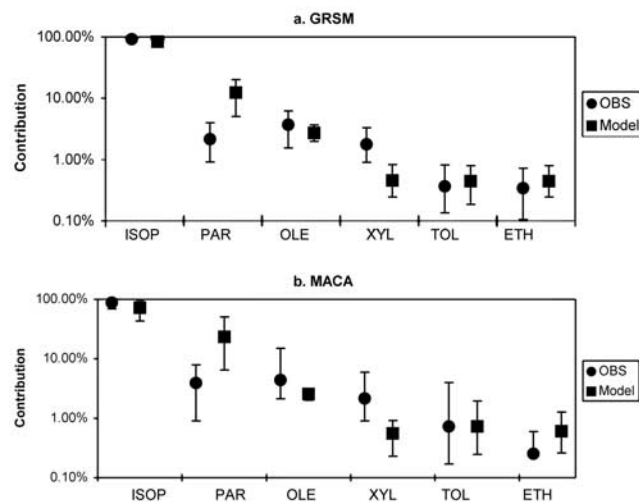 a. GRSM
100.00%
10.00%
1.00%
0.10%
Contribution
ISOP PAR OLE XYL TOL ETH
OBS
Model
b. MACA
100.00%
10.00%
1.00%
0.10%
Contribution
ISOP PAR OLE XYL TOL ETH
OBS
Model